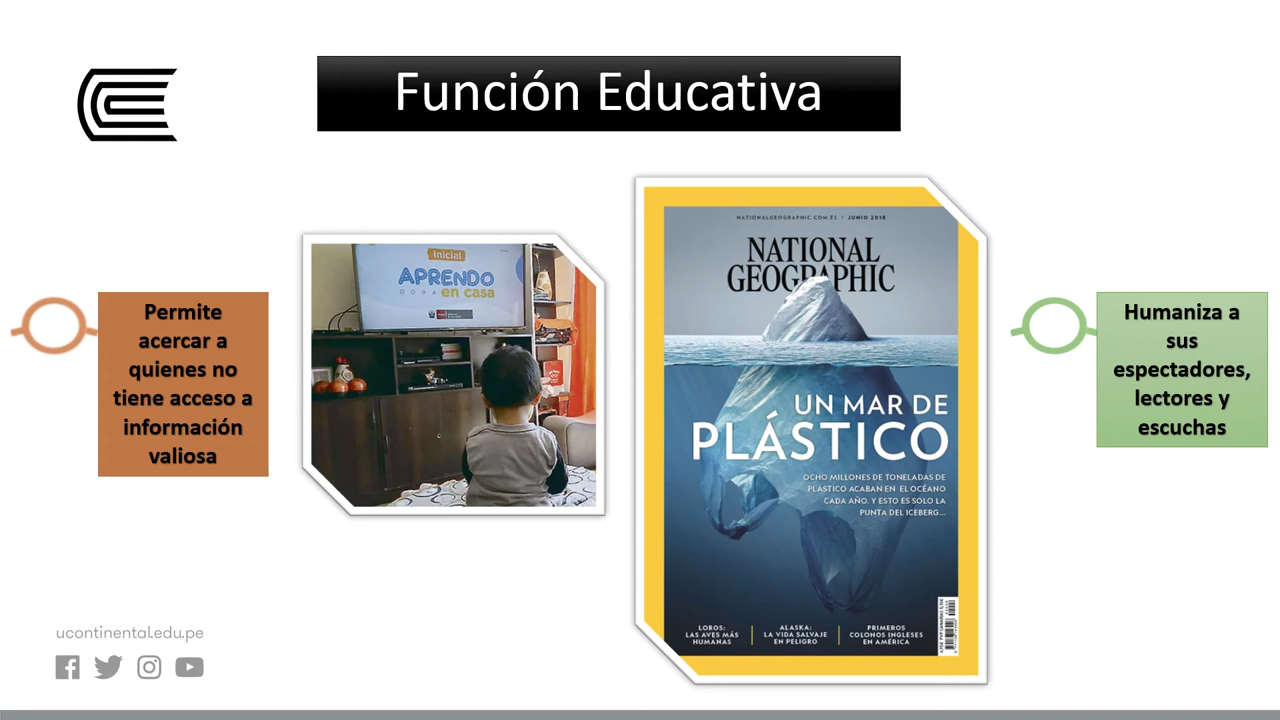 Función Educativa
Permite
acercar a
quienes no
tiene acceso a
información
valiosa
Inicial
APRENDO
en casa
NATIONALGEOGRAPHIC.COM.ES | JUNIO 2018
NATIONAL
GEOGRAPHIC
UN MAR DE
PLÁSTICO
OCHO MILLONES DE TONELADAS DE
PLÁSTICO ACABAN EN EL OCÉANO
CADA AÑO. Y ESTO ES SOLO LA
PUNTA DEL ICEBERG...
LOROS:
LAS AVES MÁS
HUMANAS
ALASKA:
LA VIDA SALVAJE
EN PELIGRO
PRIMEROS
COLONOS INGLESES
EN AMÉRICA
Humaniza a
sus
espectadores,
lectores y
escuchas
ucontinental.edu.pe